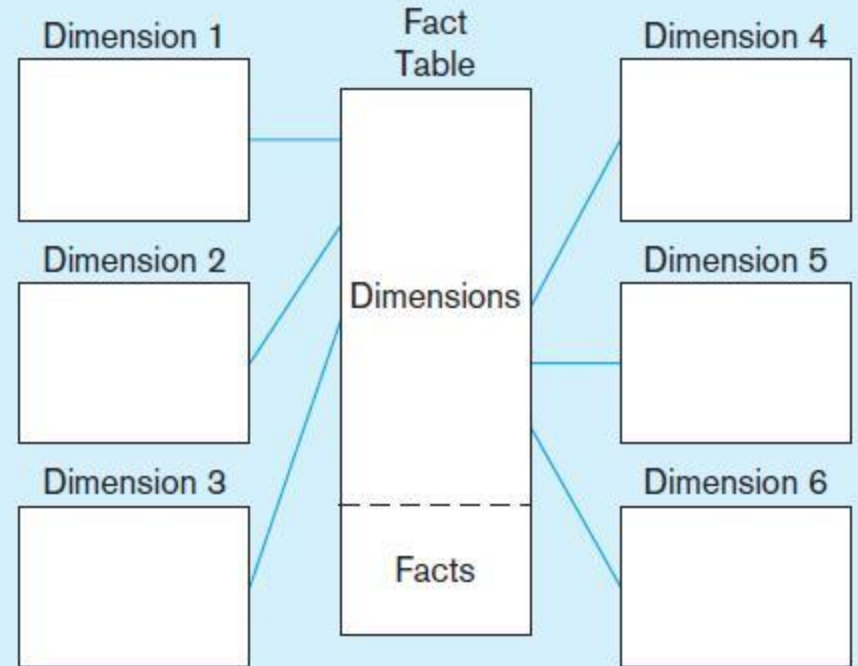 Dimension 1
Fact
Table
Dimension 4
Dimension 2
Dimensions
Dimension 5
Dimension 3
Facts
Dimension 6